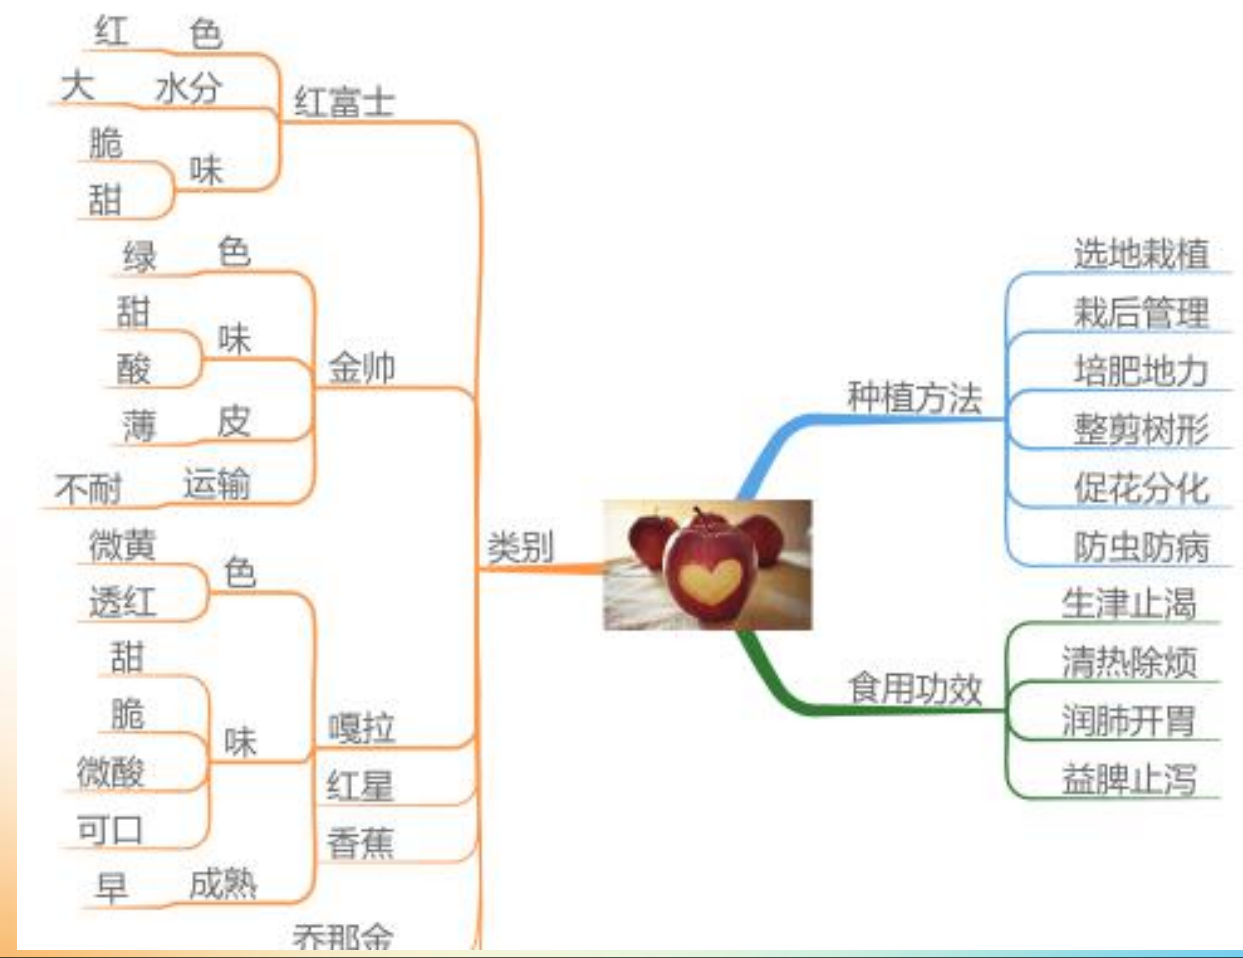 红 色
大 水分
红富士
脆
味
甜
绿 色
甜
味
酸
金帅
薄 皮
不耐 运输
微黄
色
透红
甜
脆
味
微酸
可口
嘎拉
早 成熟
红星
香蕉
乔那金
类别
种植方法
选地栽植
栽后管理
培肥地力
整剪树形
促花分化
防虫防病
食用功效
生津止渴
清热除烦
润肺开胃
益脾止泻